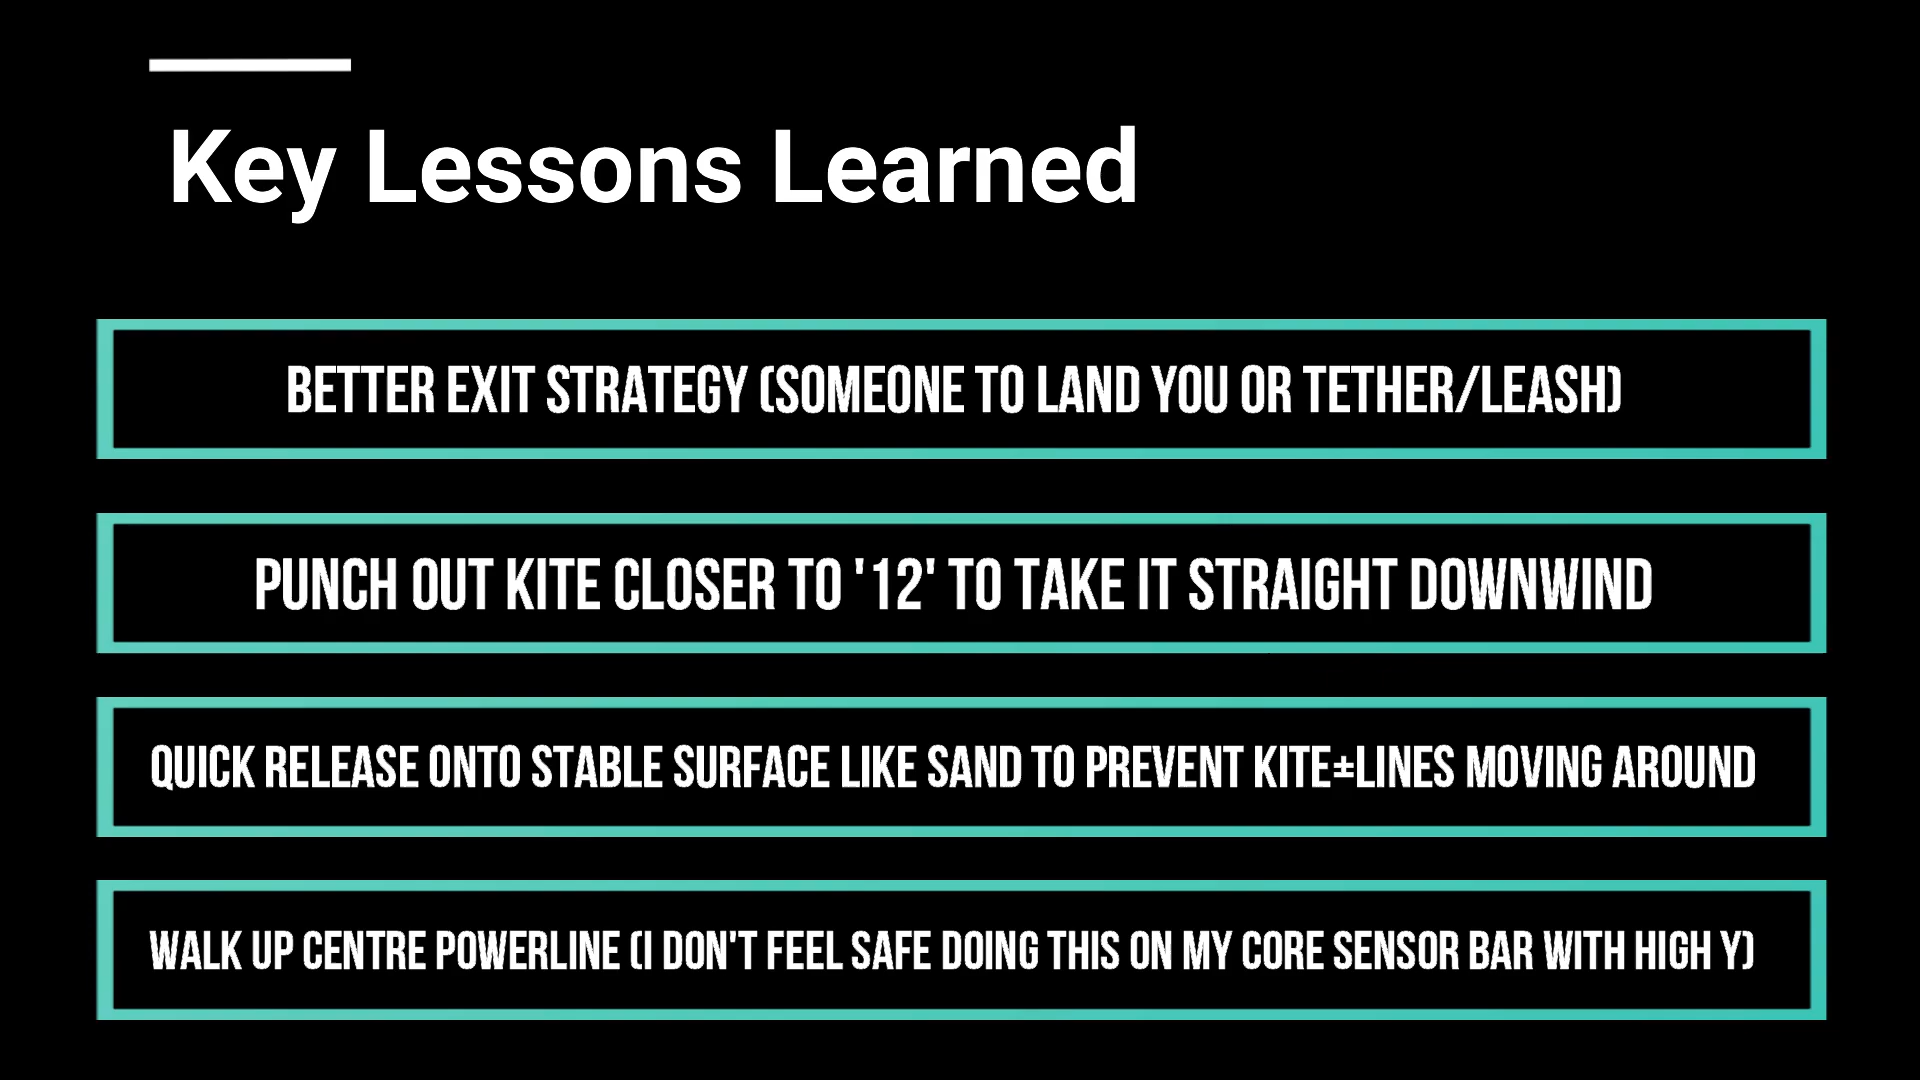 Key Lessons Learned
BETTER EXIT STRATEGY (SOMEONE TO LAND YOU OR TETHER/LEASH)
PUNCH OUT KITE CLOSER TO '12' TO TAKE IT STRAIGHT DOWNWIND
QUICK RELEASE ONTO STABLE SURFACE LIKE SAND TO PREVENT KITE±LINES MOVING AROUND
WALK UP CENTRE POWERLINE (I DON'T FEEL SAFE DOING THIS ON MY CORE SENSOR BAR WITH HIGH Y)